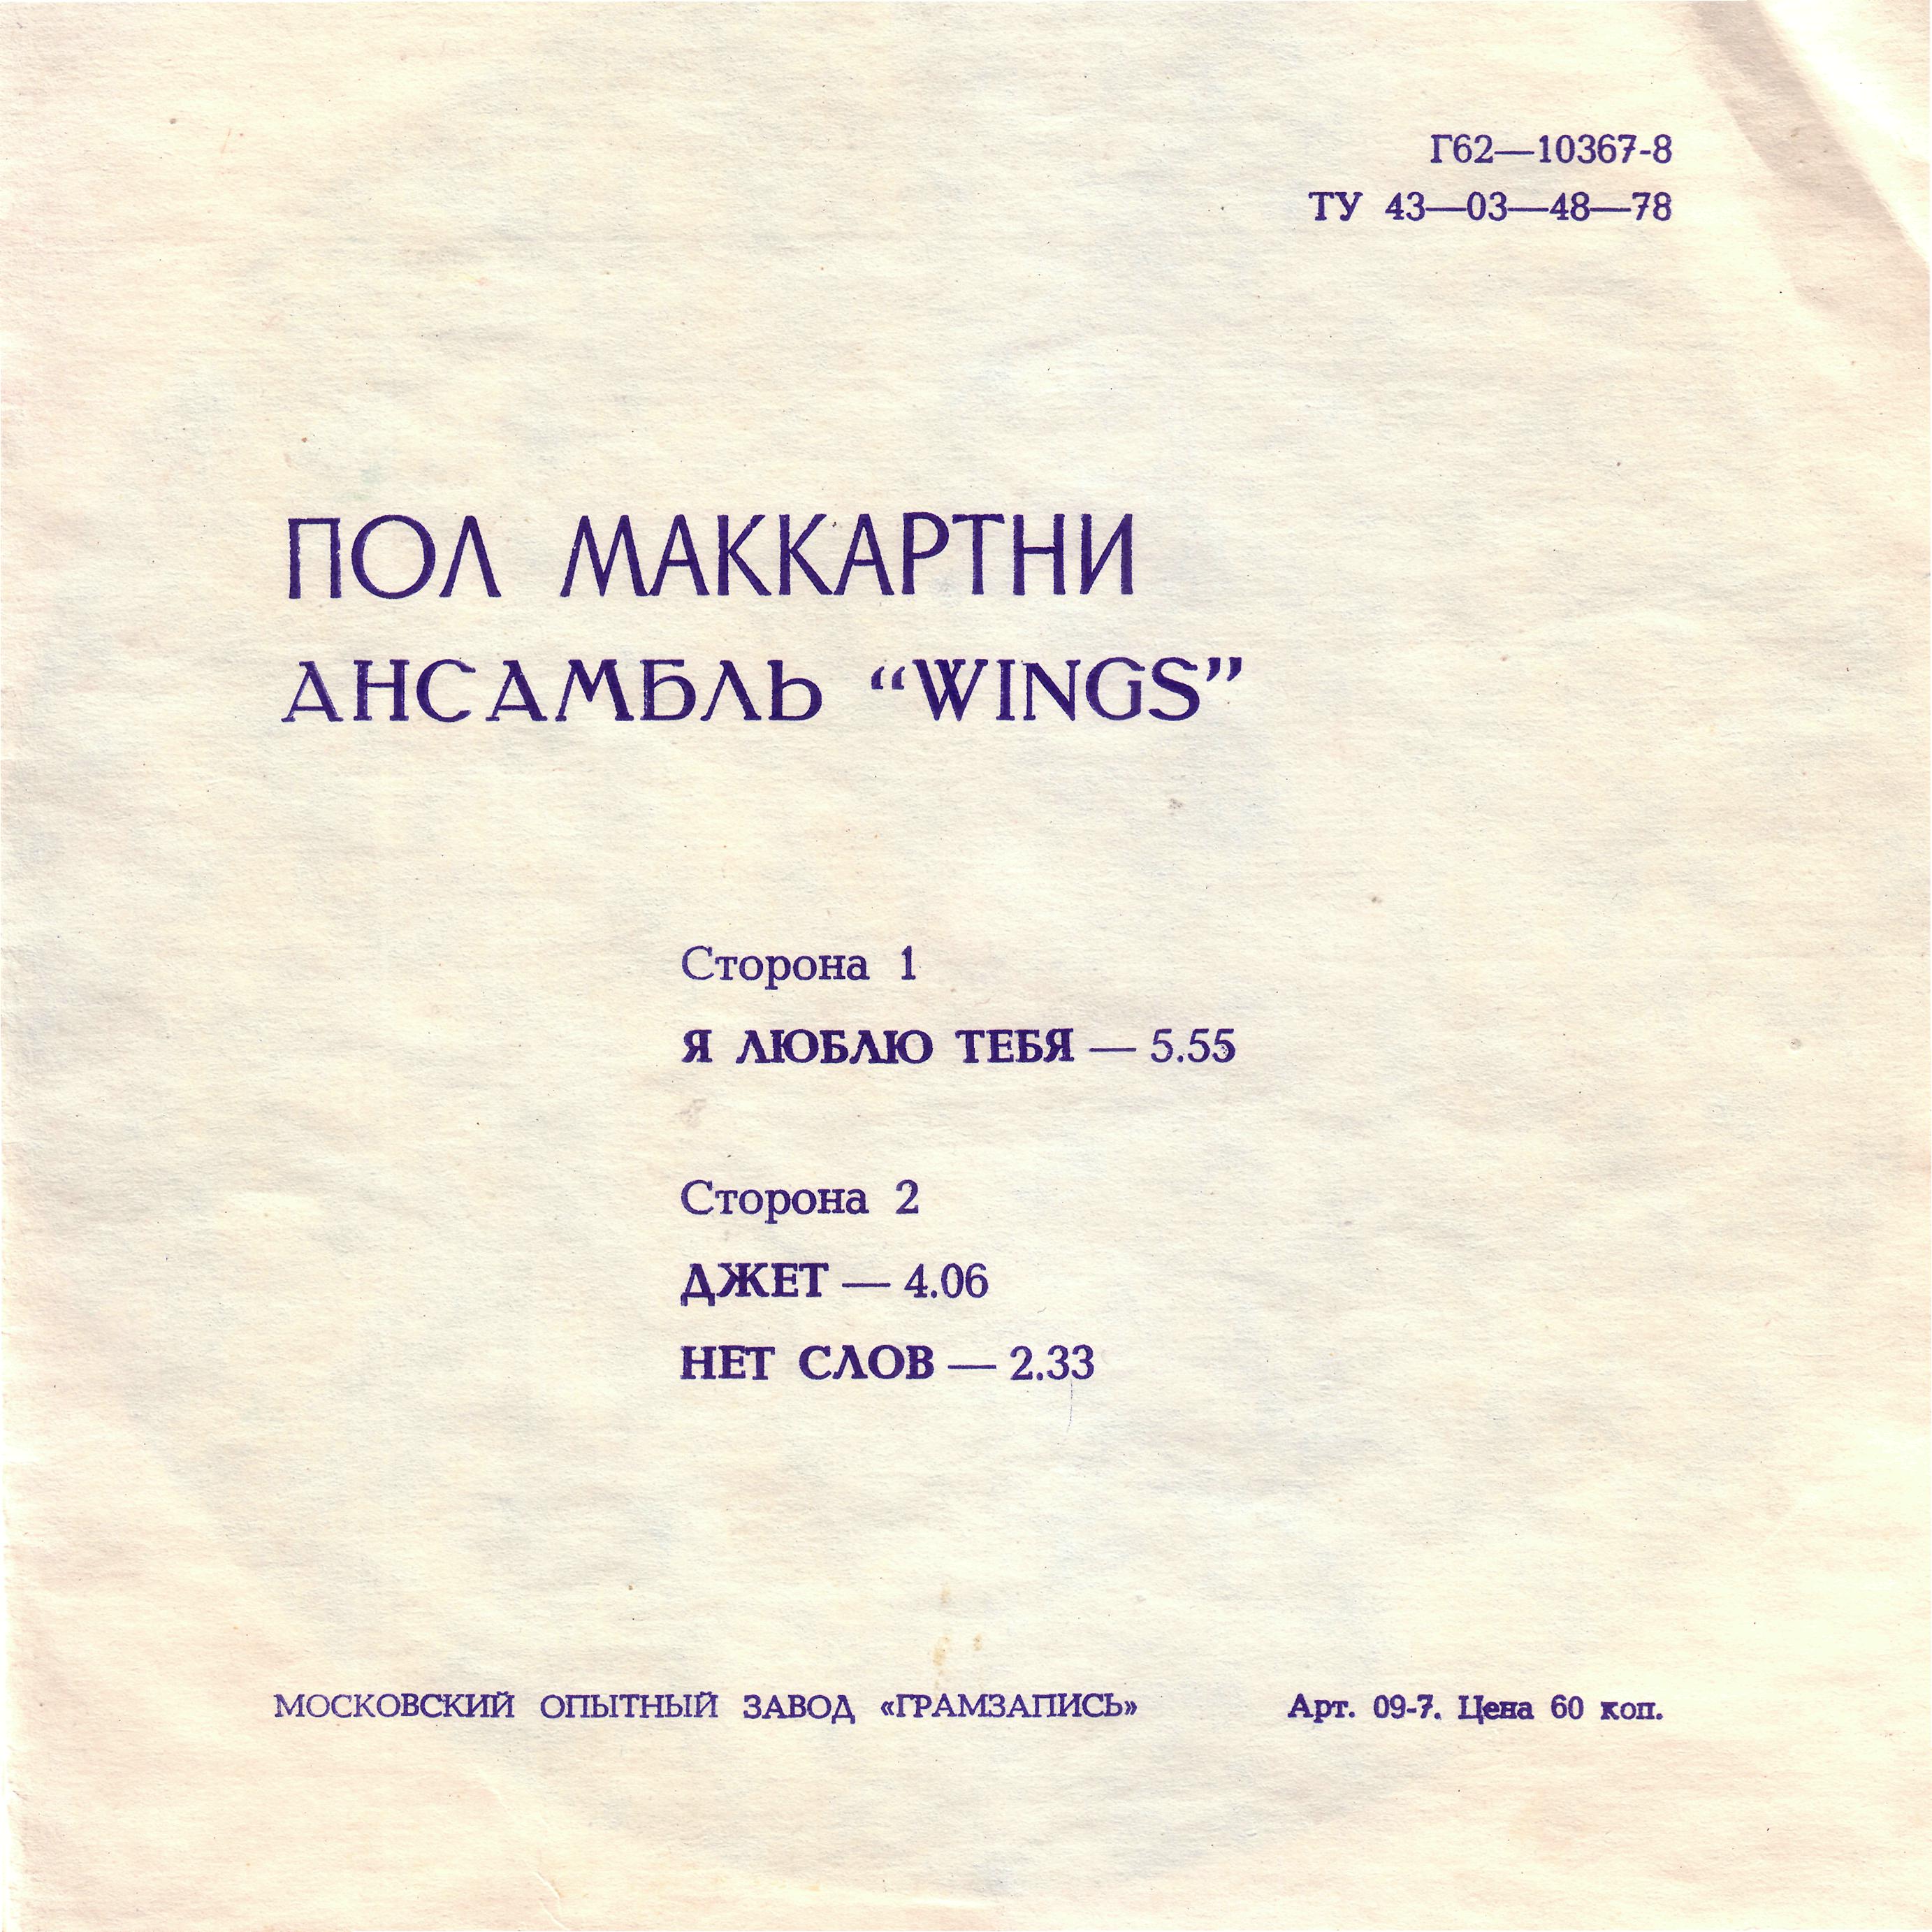 Г62—10367-8
ТУ 43—03—48—78
ПОЛ МАККАРТНИ
АНСАМБЛЬ “WINGS”
Сторона 1
Я ЛЮБЛЮ ТЕБЯ — 5.55
Сторона 2
ДЖЕТ — 4.06
НЕТ СЛОВ — 2.33
МОСКОВСКИЙ ОПЫТНЫЙ ЗАВОД «ГРАМЗАПИСЬ» Арт. 09-7. Цена 60 коп.